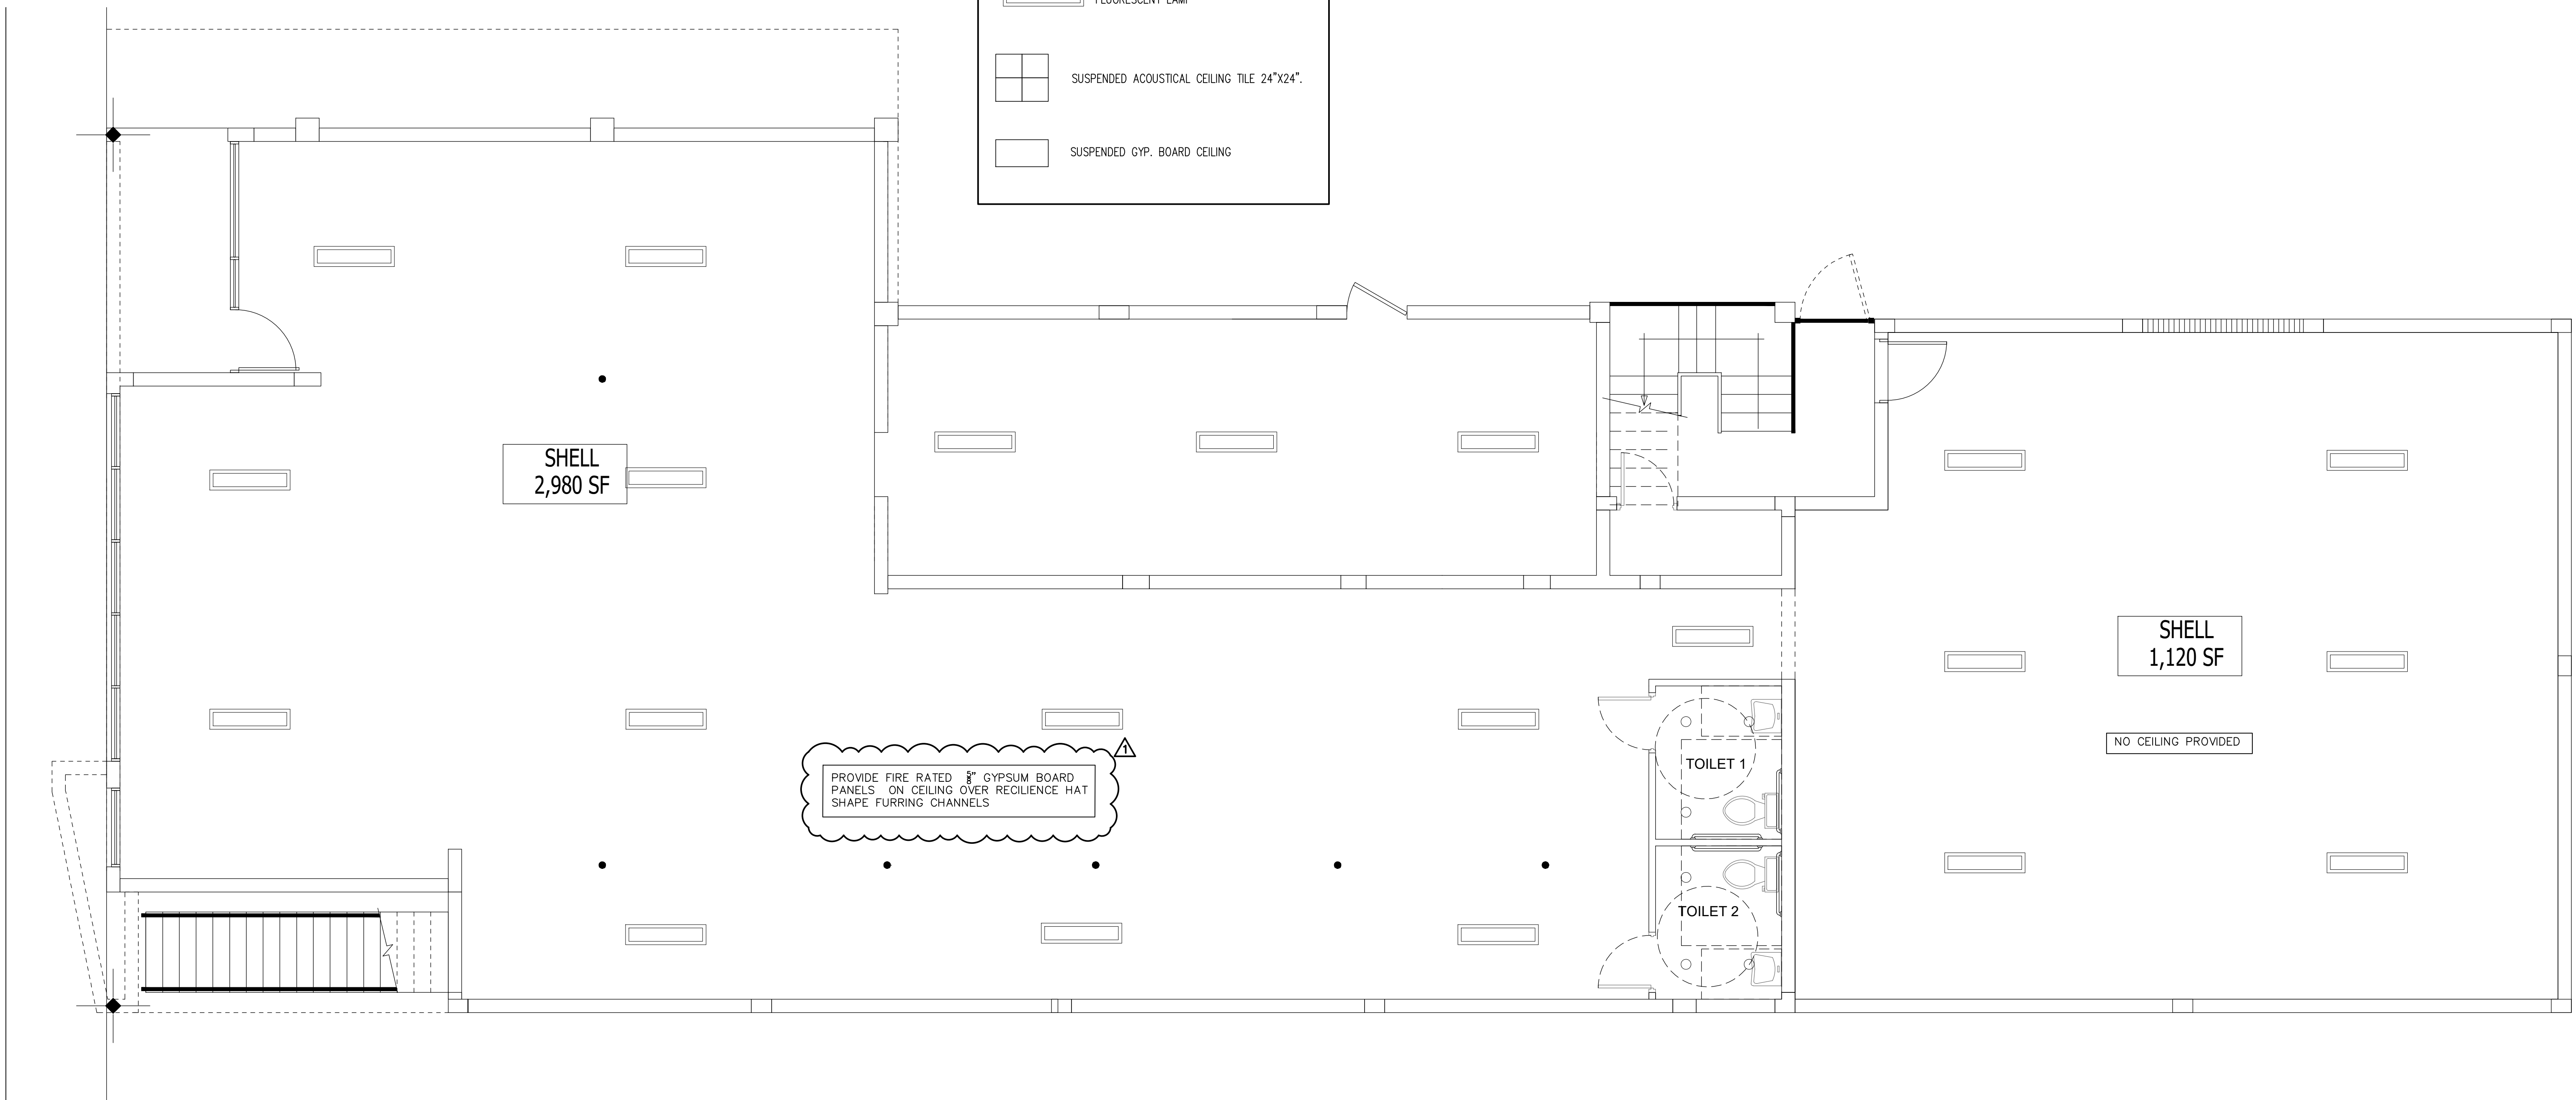 FLUORESCENT LAMP
SUSPENDED ACOUSTICAL CEILING TILE 24"X24".
SUSPENDED GYP. BOARD CEILING
SHELL
2,980 SF
SHELL
1,120 SF
NO CEILING PROVIDED
1
PROVIDE FIRE RATED 5/8" GYPSUM BOARD
PANELS ON CEILING OVER RECILIENCE HAT
SHAPE FURRING CHANNELS
TOILET 1
TOILET 2